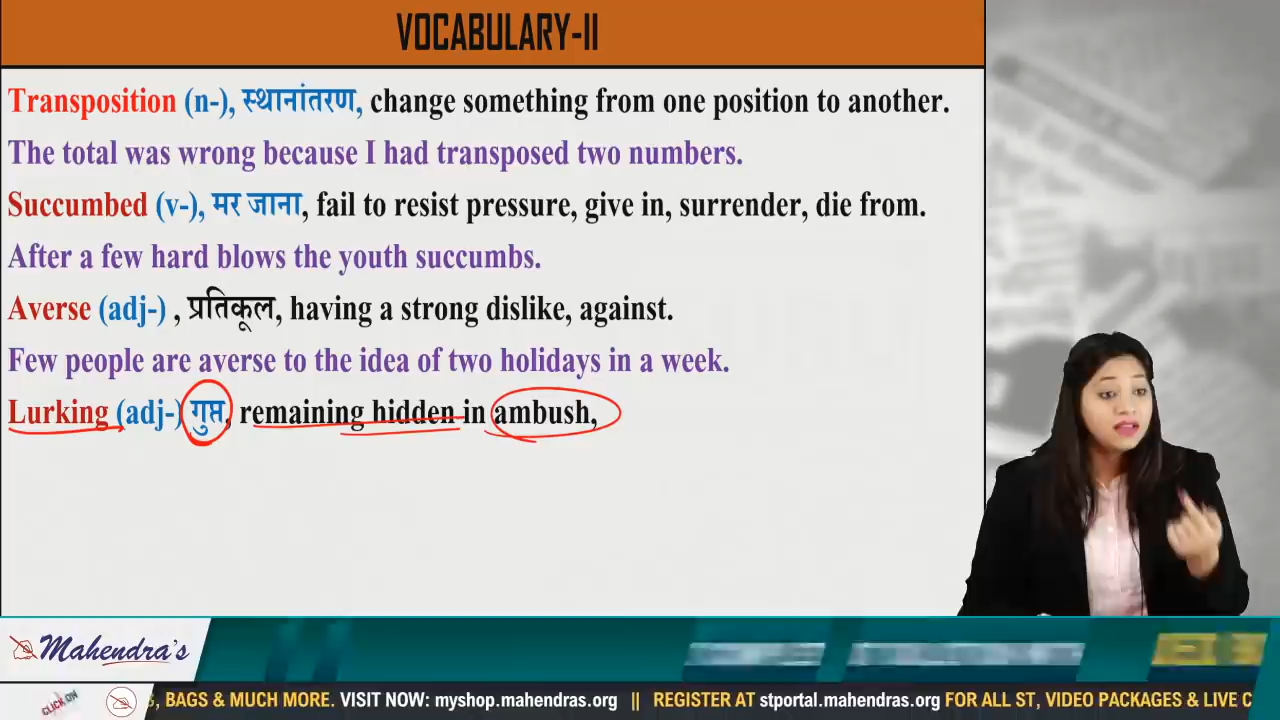 VOCABULARY-II
Transposition (n-), स्थानांतरण, change something from one position to another.
The total was wrong because I had transposed two numbers.
Succumbed (v-), मर जाना, fail to resist pressure, give in, surrender, die from.
After a few hard blows the youth succumbs.
Averse (adj-) , प्रतिकूल, having a strong dislike, against.
Few people are averse to the idea of two holidays in a week.
Lurking (adj-) गुप्त, remaining hidden in ambush,
Mahendra's
CLICK ON
, BAGS & MUCH MORE. VISIT NOW: myshop.mahendras.org || REGISTER AT stportal.mahendras.org FOR ALL ST, VIDEO PACKAGES & LIVE C